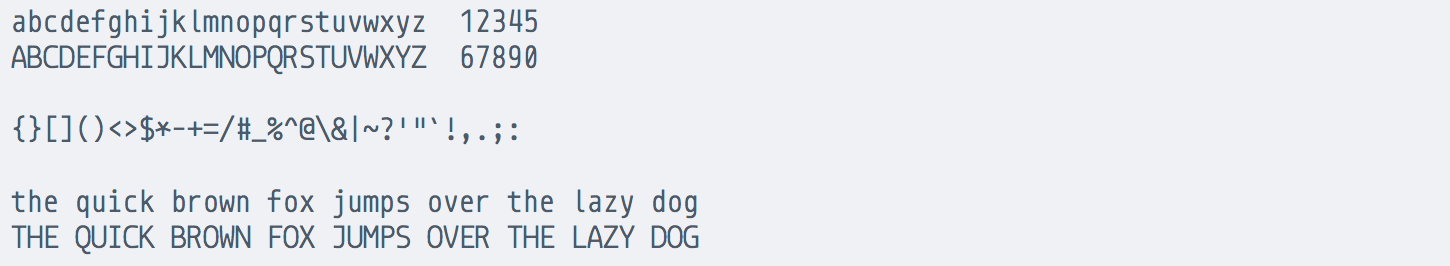 abcdefghijklmnopqrstuvwxyz  12345
ABCDEFGHIJKLMNOPQRSTUVWXYZ  67890
{}[]()<>$*-+=/#_%^@\&|~?'"`!,.;:
the quick brown fox jumps over the lazy dog
THE QUICK BROWN FOX JUMPS OVER THE LAZY DOG